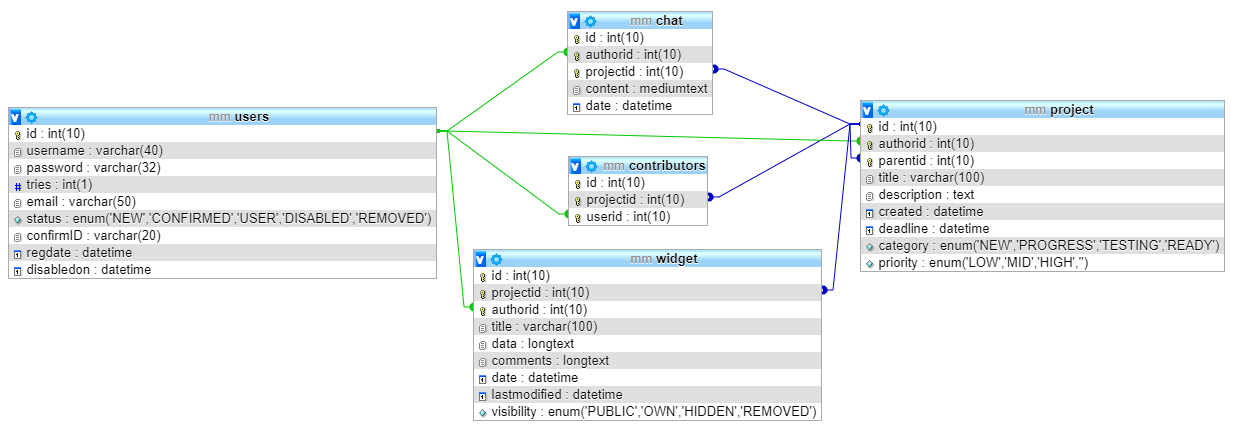 mm chat
id : int(10)
authorid : int(10)
projectid : int(10)
content : mediumtext
date : datetime
mm users
id : int(10)
username : varchar(40)
password : varchar(32)
tries : int(1)
email : varchar(50)
status : enum('NEW','CONFIRMED','USER','DISABLED','REMOVED')
confirmID : varchar(20)
regdate : datetime
disabledon : datetime
mm contributors
id : int(10)
projectid : int(10)
userid : int(10)
mm project
id : int(10)
authorid : int(10)
parentid : int(10)
title : varchar(100)
description : text
created : datetime
deadline : datetime
category : enum('NEW','PROGRESS','TESTING','READY')
priority : enum('LOW','MID','HIGH','')
mm widget
id : int(10)
projectid : int(10)
authorid : int(10)
title : varchar(100)
data : longtext
comments : longtext
date : datetime
lastmodified : datetime
visibility : enum('PUBLIC','OWN','HIDDEN','REMOVED')